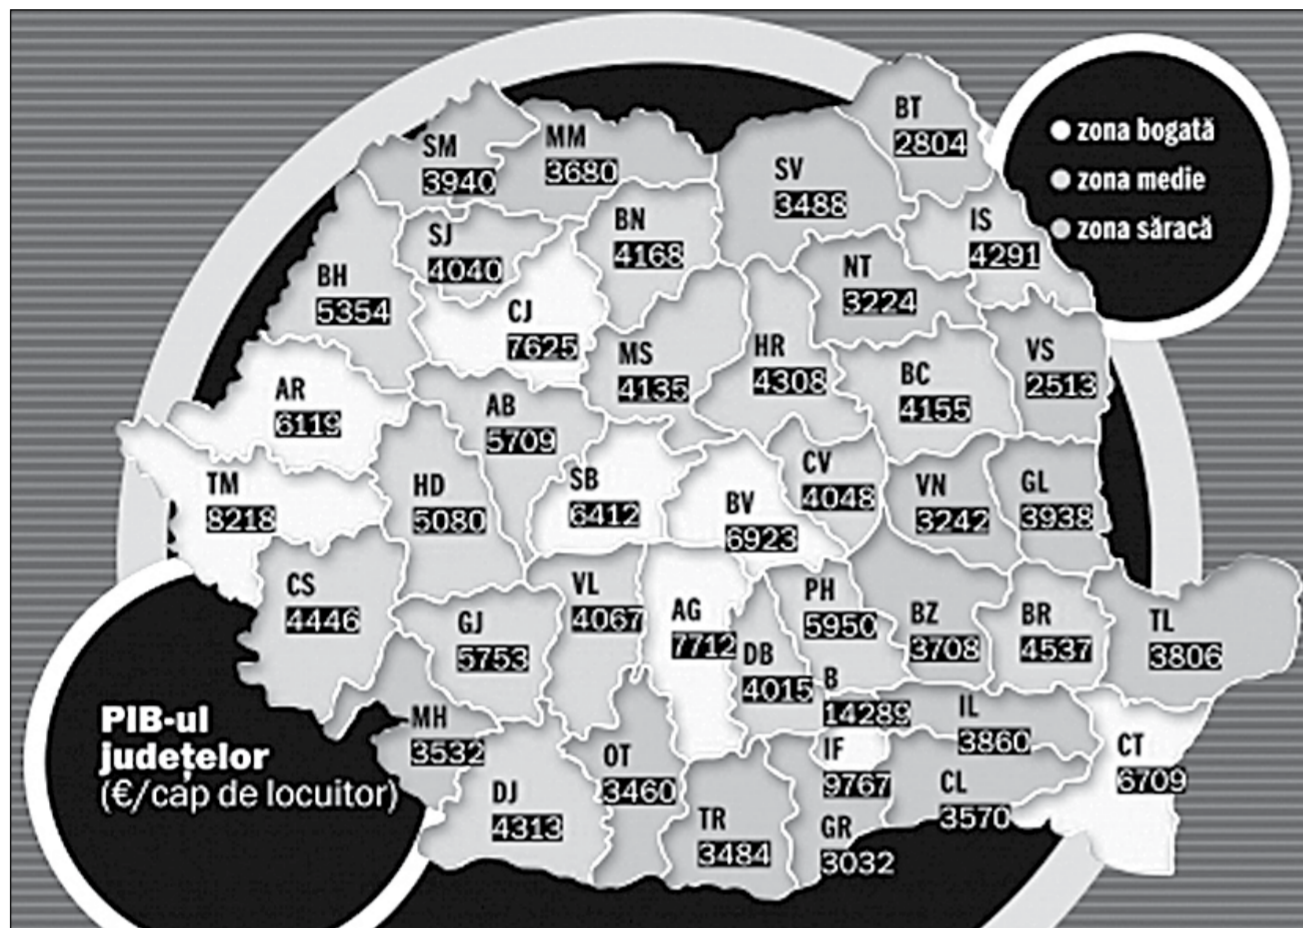 BT
2804
zona bogată
zona medie
zona săracă
SM
3940
MM
3680
SV
3488
BN
4168
IS
4291
SJ
4040
NT
3224
BH
5354
CJ
7625
MS
4135
HR
4308
BC
4155
VS
2513
AR
6119
AB
5709
TM
8218
HD
5080
SB
6412
BV
6923
CV
4048
VN
3242
GL
3938
CS
4446
VL
4067
AG
7712
PH
5950
BZ
3708
BR
4537
TL
3806
GJ
5753
DB
4015
B
14289
MH
3532
IL
3860
OT
3460
IF
9767
CT
6709
DJ
4313
TR
3484
GR
3032
CL
3570
PIB-ul
județelor
(€/cap de locuitor)